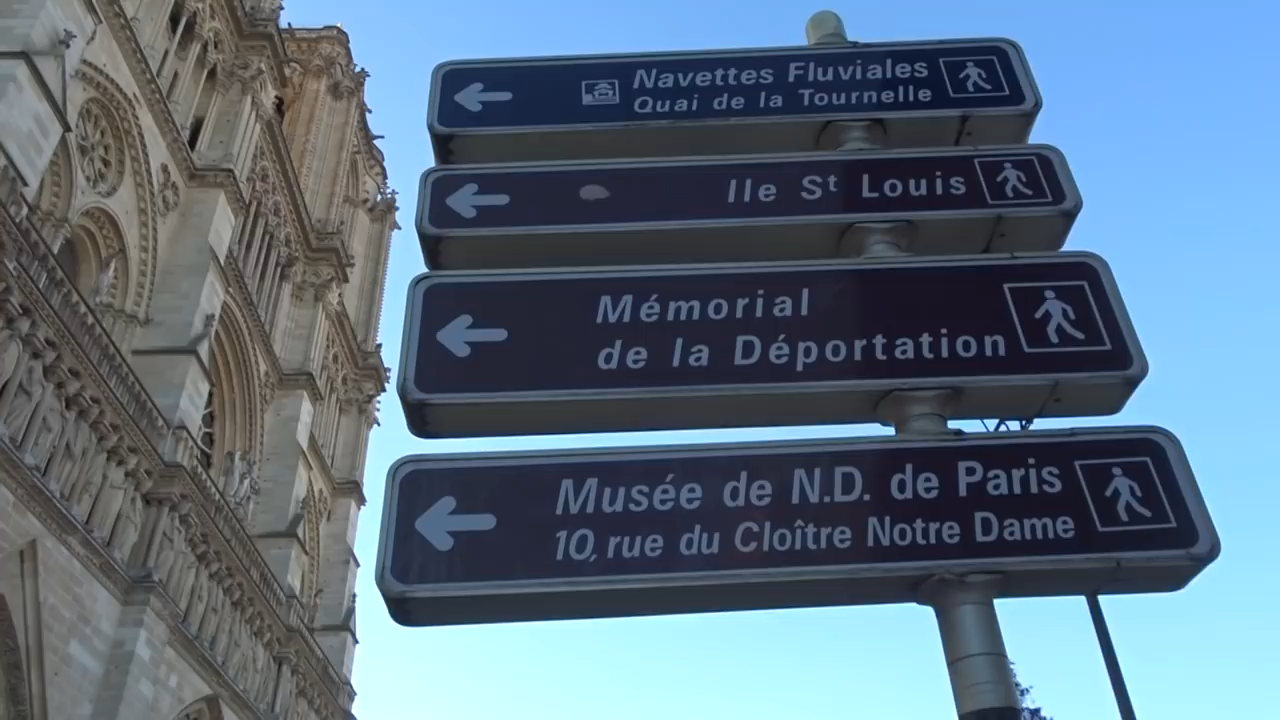 Navettes Fluviales
Quai de la Tournelle
Ile St Louis
Mémorial
de la Déportation
Musée de N.D. de Paris
10, rue du Cloître Notre Dame